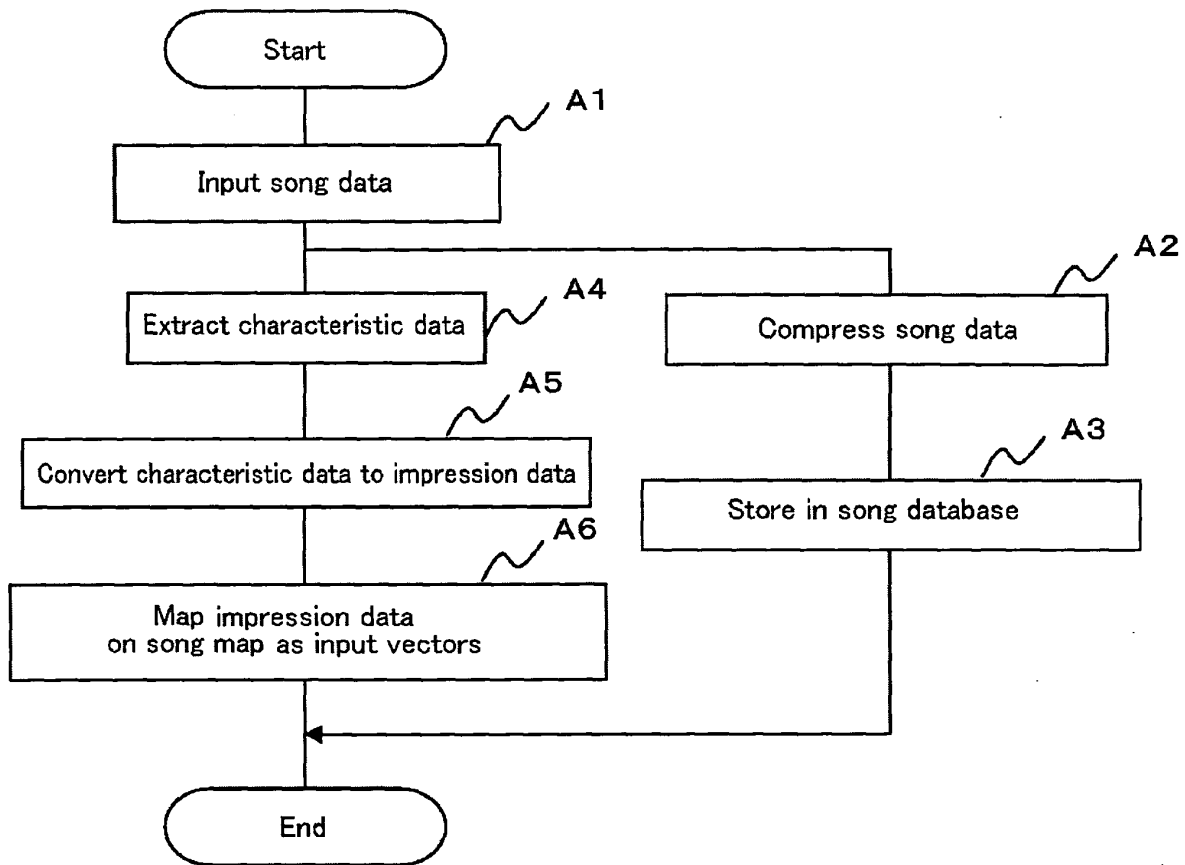 Start
A1
Input song data
A2
A4
Extract characteristic data
Compress song data
A5
Convert characteristic data to impression data
A3
Store in song database
A6
Map impression data
on song map as input vectors
End